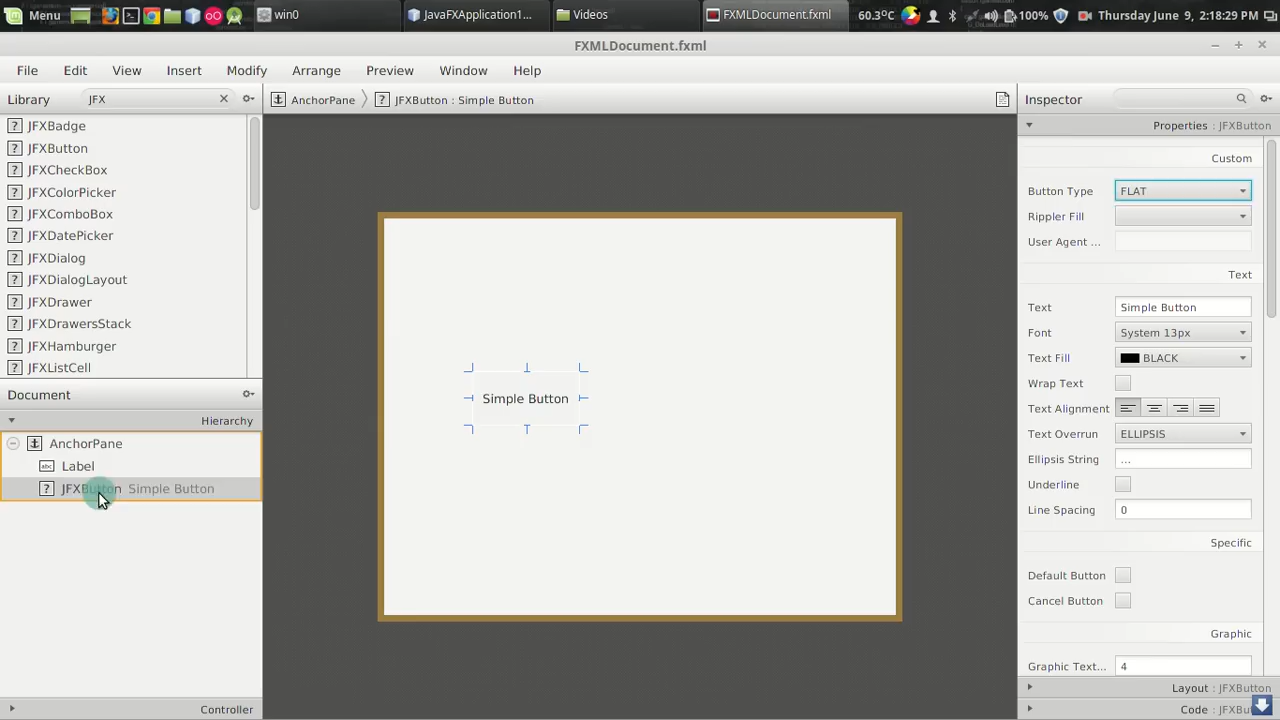 Menu
win0
JavaFXApplication1...
Videos
FXMLDocument.fxml
60.3°C
100%
Thursday June 9, 2:18:29 PM
FXMLDocument.fxml
File Edit View Insert Modify Arrange Preview Window Help
Library JFX
AnchorPane JFXButton : Simple Button
Inspector
JFXBadge
JFXButton
JFXCheckBox
JFXColorPicker
JFXComboBox
JFXDatePicker
JFXDialog
JFXDialogLayout
JFXDrawer
JFXDrawersStack
JFXHamburger
JFXListCell
Document
Hierarchy
AnchorPane
abc Label
JFXButton Simple Button
Controller
Simple Button
Properties : JFXButton
Custom
Button Type FLAT
Rippler Fill
User Agent ...
Text
Text Simple Button
Font System 13px
Text Fill BLACK
Wrap Text
Text Alignment
Text Overrun ELLIPSIS
Ellipsis String ...
Underline
Line Spacing 0
Specific
Default Button
Cancel Button
Graphic
Graphic Text... 4
Layout : JFXButton
Code : JFXBu